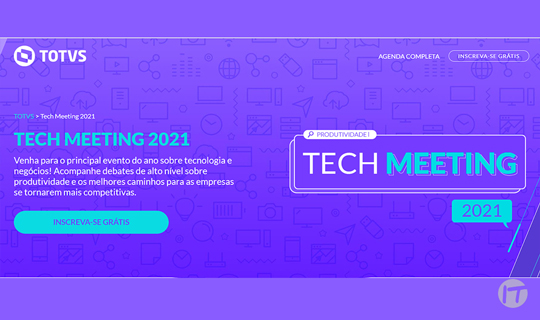 TOTVS
AGENDA COMPLETA
INSCREVA-SE GRÁTIS
TOTVS > Tech Meeting 2021
TECH MEETING 2021
Venha para o principal evento do ano sobre tecnologia e
negócios! Acompanhe debates de alto nível sobre
produtividade e os melhores caminhos para as empresas
se tornarem mais competitivas.
INSCREVA-SE GRÁTIS
PRODUTIVIDADE!
TECH MEETING
2021
IT